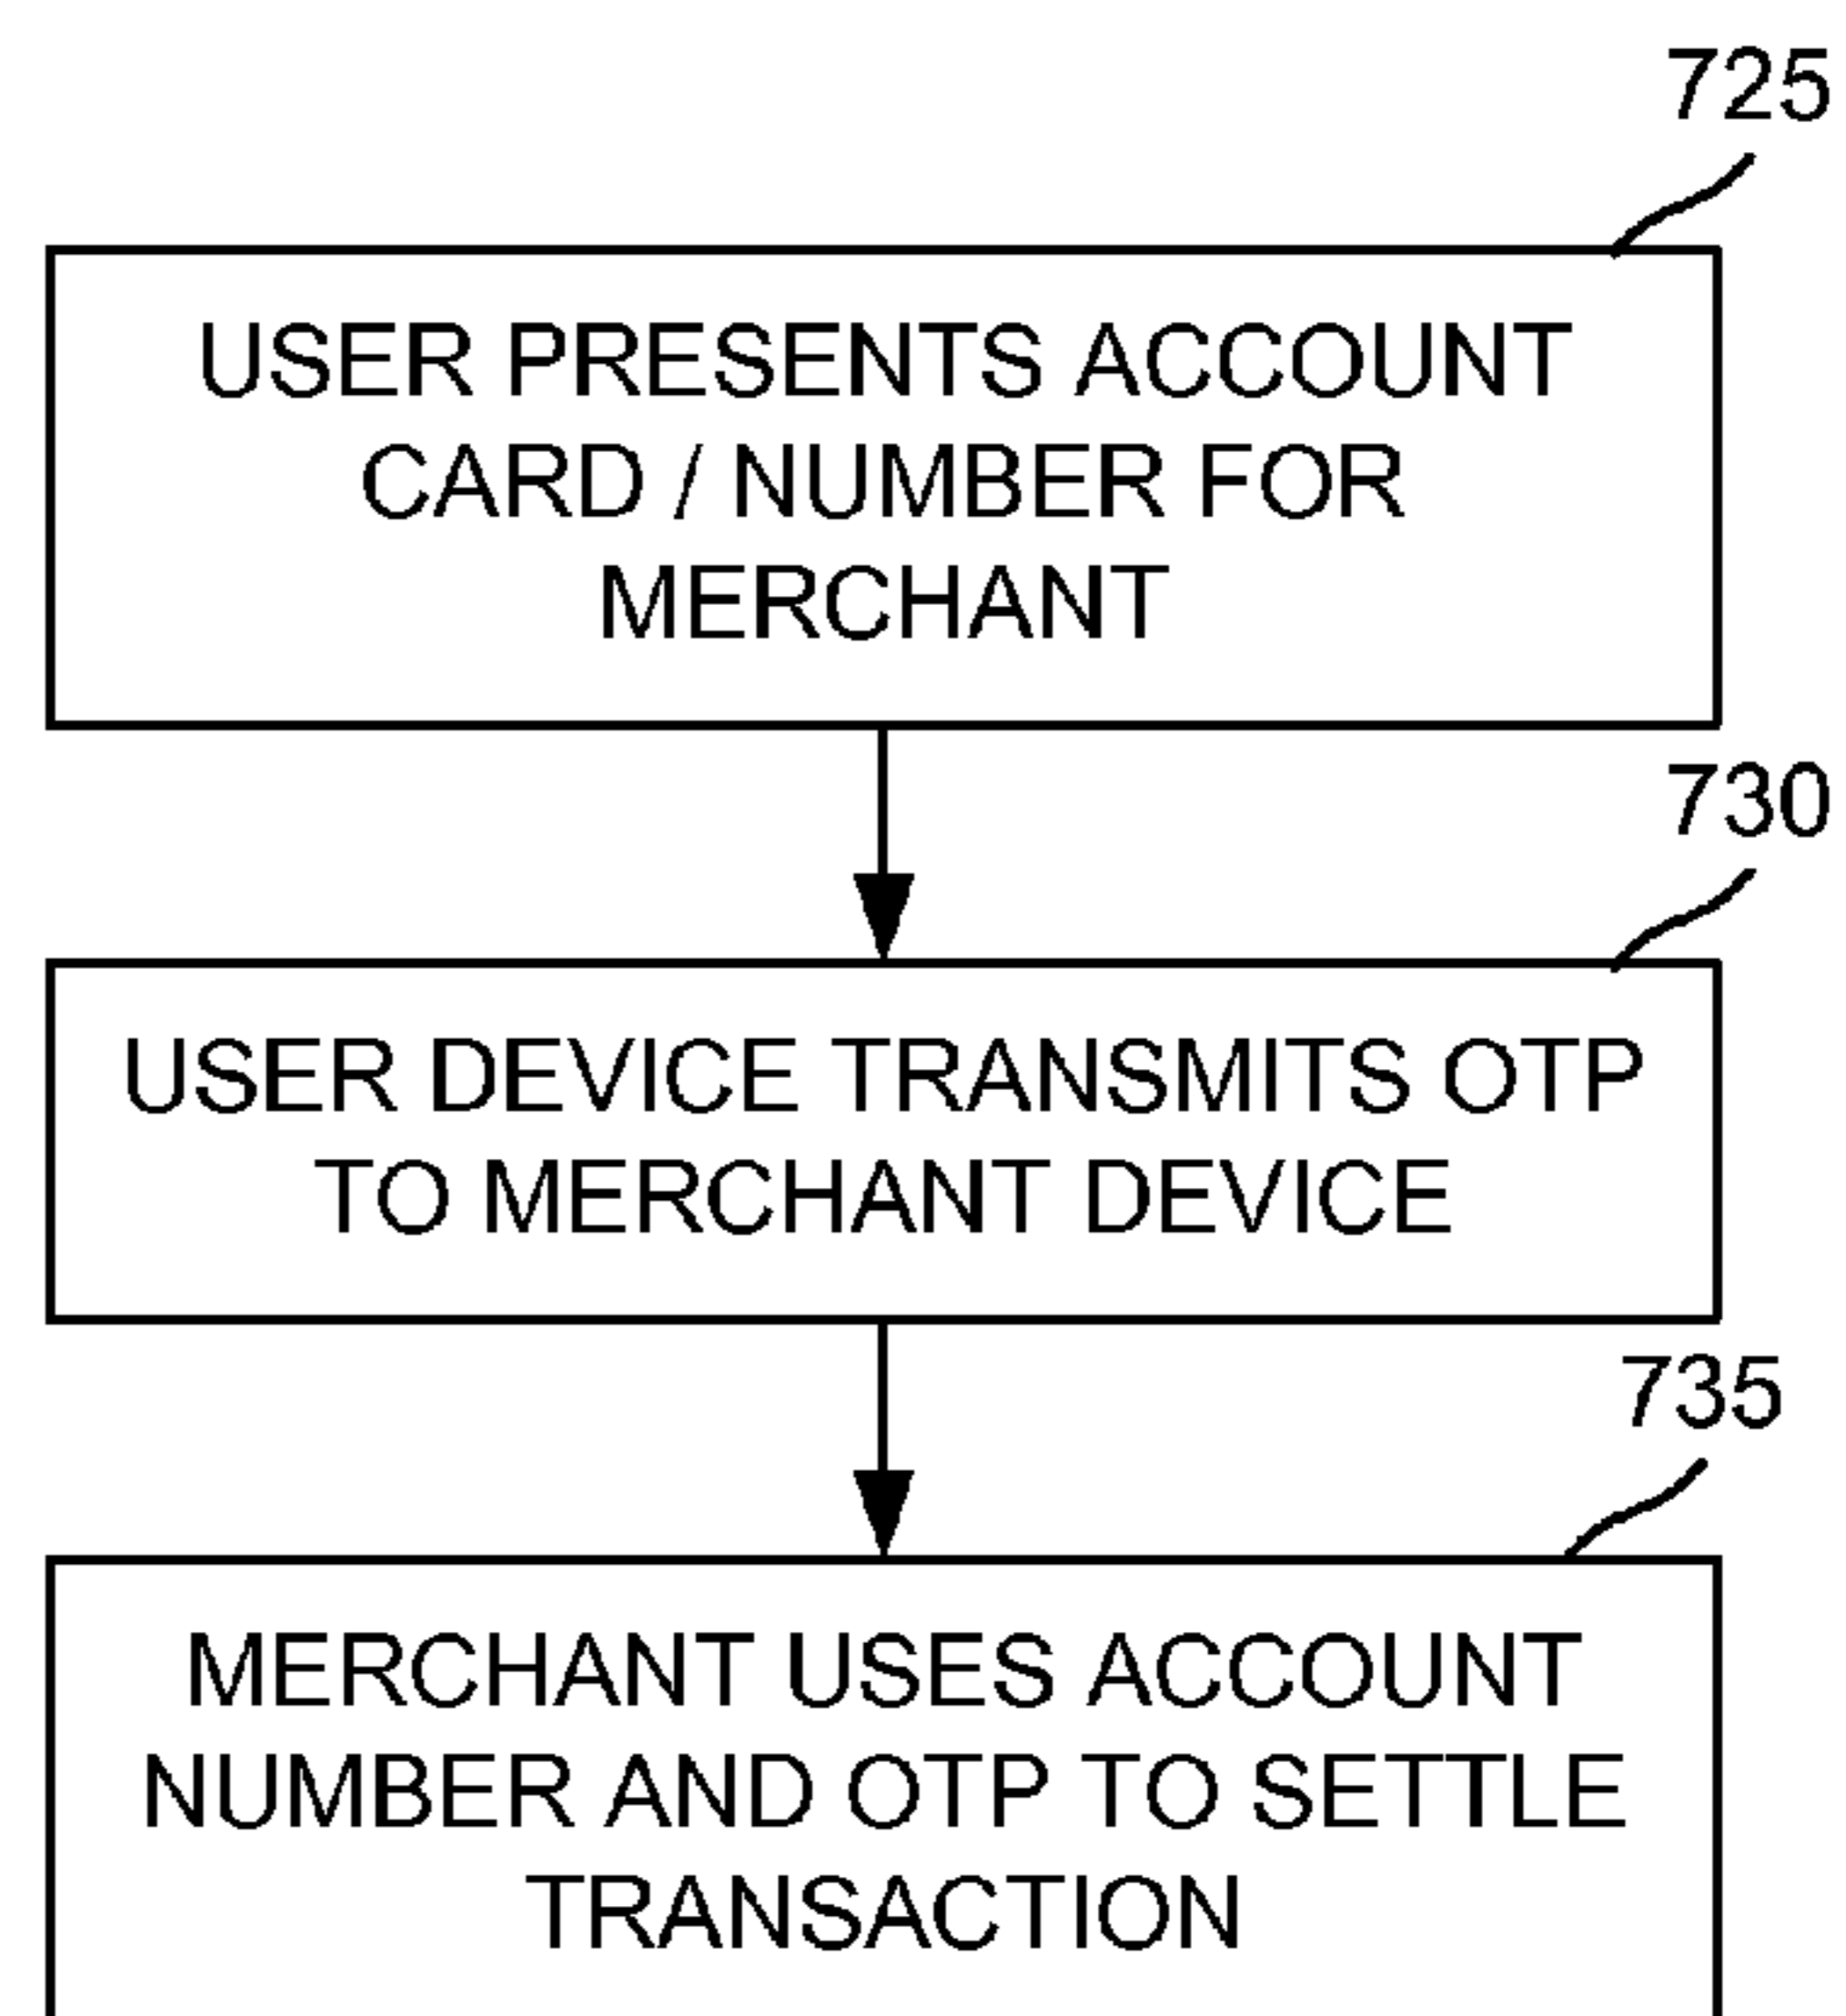 725
USER PRESENTS ACCOUNT
CARD / NUMBER FOR
MERCHANT
730
USER DEVICE TRANSMITS OTP
TO MERCHANT DEVICE
735
MERCHANT USES ACCOUNT
NUMBER AND OTP TO SETTLE
TRANSACTION